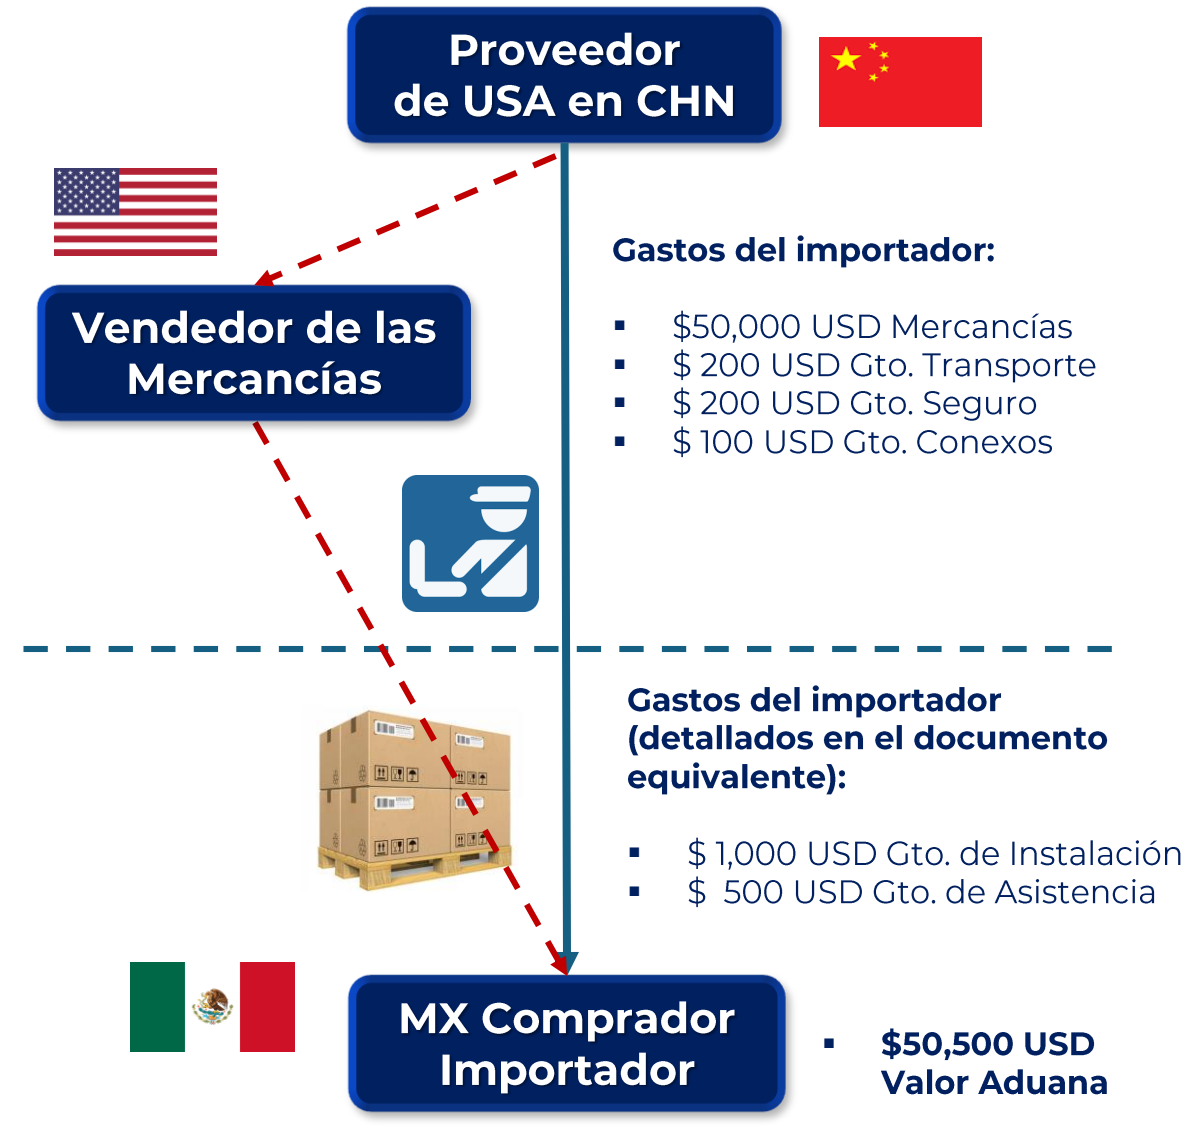 Proveedor
de USA en CHN
Vendedor de las
Mercancías
Gastos del importador:
▪ $50,000 USD Mercancías
▪ $ 200 USD Gto. Transporte
▪ $ 200 USD Gto. Seguro
▪ $ 100 USD Gto. Conexos
Gastos del importador
(detallados en el documento
equivalente):
▪ $ 1,000 USD Gto. de Instalación
▪ $ 500 USD Gto. de Asistencia
MX Comprador
Importador
▪ $50,500 USD
Valor Aduana